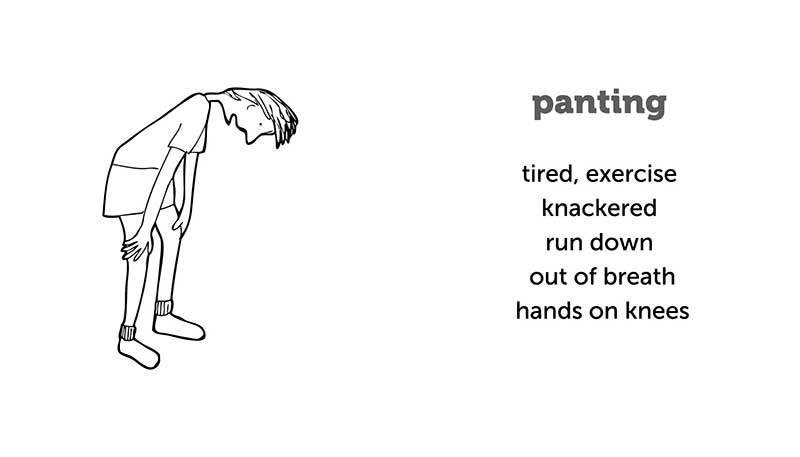 panting
tired, exercise
knackered
run down
out of breath
hands on knees